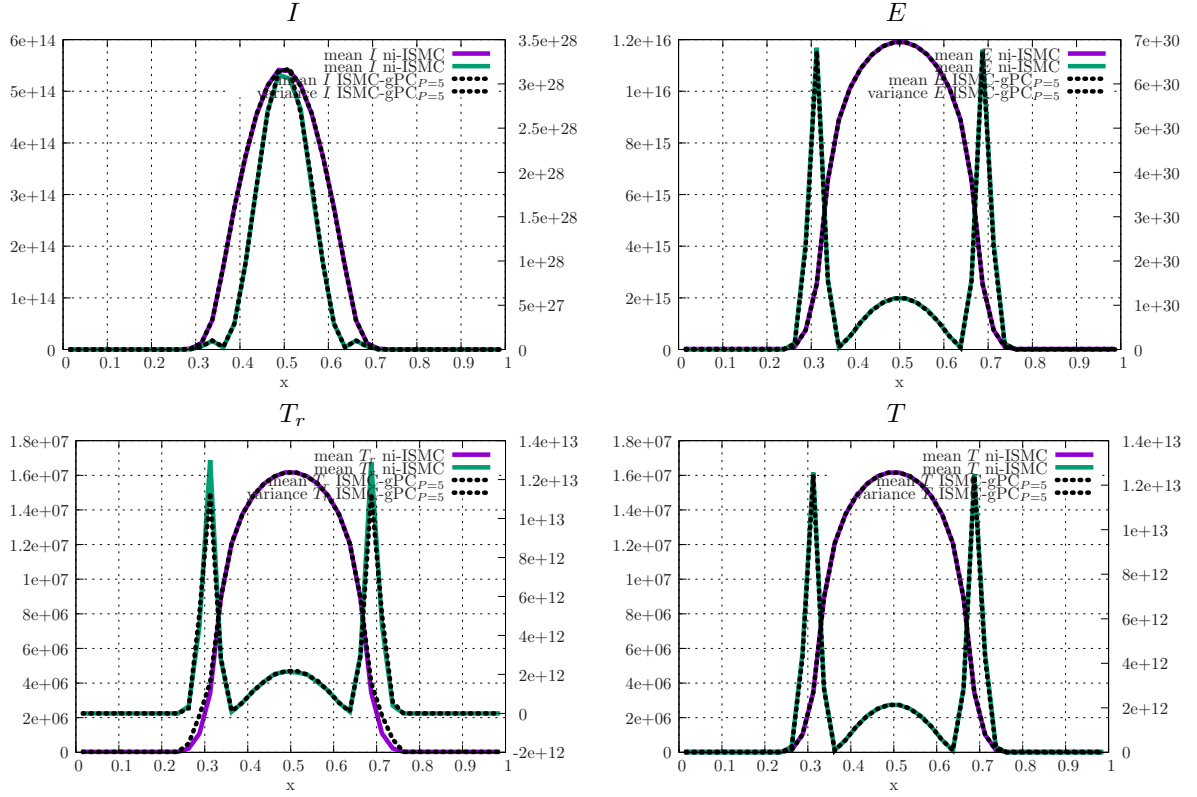 I
6e+14
5e+14
4e+14
3e+14
2e+14
1e+14
0
3.5e+28
3e+28
2.5e+28
2e+28
1.5e+28
1e+28
5e+27
0
0 0.1 0.2 0.3 0.4 0.5 0.6 0.7 0.8 0.9 1
x
mean I ni-ISMC
mean I ni-ISMC
mean I ISMC-gPC P=5
variance I ISMC-gPC P=5
E
1.2e+16
1e+16
8e+15
6e+15
4e+15
2e+15
0
7e+30
6e+30
5e+30
4e+30
3e+30
2e+30
1e+30
0
0 0.1 0.2 0.3 0.4 0.5 0.6 0.7 0.8 0.9 1
x
mean E ni-ISMC
mean E ni-ISMC
mean E ISMC-gPC P=5
variance E ISMC-gPC P=5
T_r
1.8e+07
1.6e+07
1.4e+07
1.2e+07
1e+07
8e+06
6e+06
4e+06
2e+06
0
1.4e+13
1.2e+13
1e+13
8e+12
6e+12
4e+12
2e+12
0
-2e+12
0 0.1 0.2 0.3 0.4 0.5 0.6 0.7 0.8 0.9 1
x
mean T_r ni-ISMC
mean T_r ni-ISMC
mean T_r ISMC-gPC P=5
variance T_r ISMC-gPC P=5
T
1.8e+07
1.6e+07
1.4e+07
1.2e+07
1e+07
8e+06
6e+06
4e+06
2e+06
0
1.4e+13
1.2e+13
1e+13
8e+12
6e+12
4e+12
2e+12
0
0 0.1 0.2 0.3 0.4 0.5 0.6 0.7 0.8 0.9 1
x
mean T ni-ISMC
mean T ni-ISMC
mean T ISMC-gPC P=5
variance T ISMC-gPC P=5